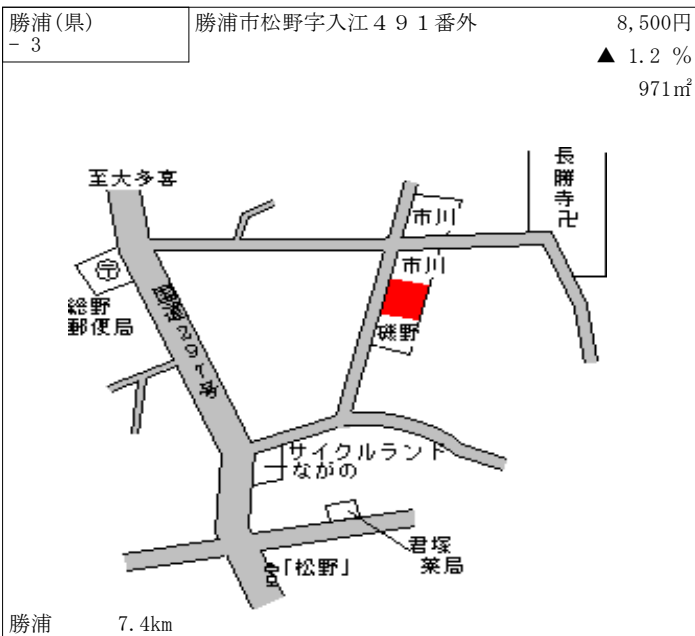 勝浦(県)
－ 3
勝浦市松野字入江４９１番外
8,500円
▲ 1.2 %
971㎡
至大多喜
長勝寺卍
市川
市川
〒
総野
郵便局
磯野
サイクルランド
ながの
君塚
薬局
「松野」
勝浦 7.4km